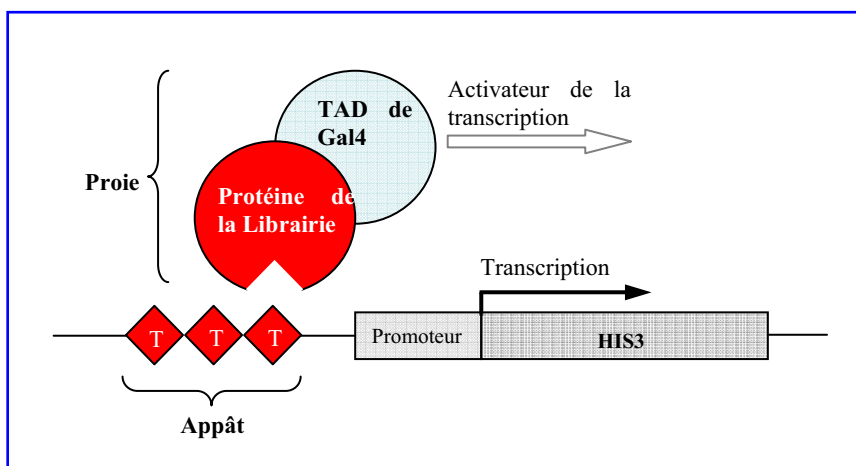 TAD de
Gal4
Activateur de la
transcription
Proie
Protéine de
la Librairie
Transcription
T T T
Promoteur
HIS3
Appât